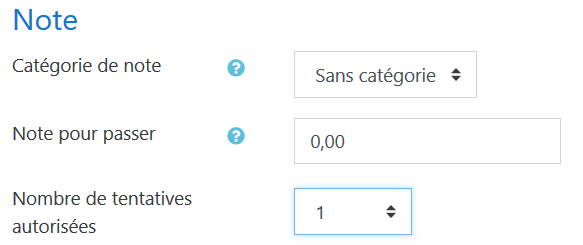 Note
Catégorie de note
Sans catégorie
Note pour passer
0,00
Nombre de tentatives
autorisées
1